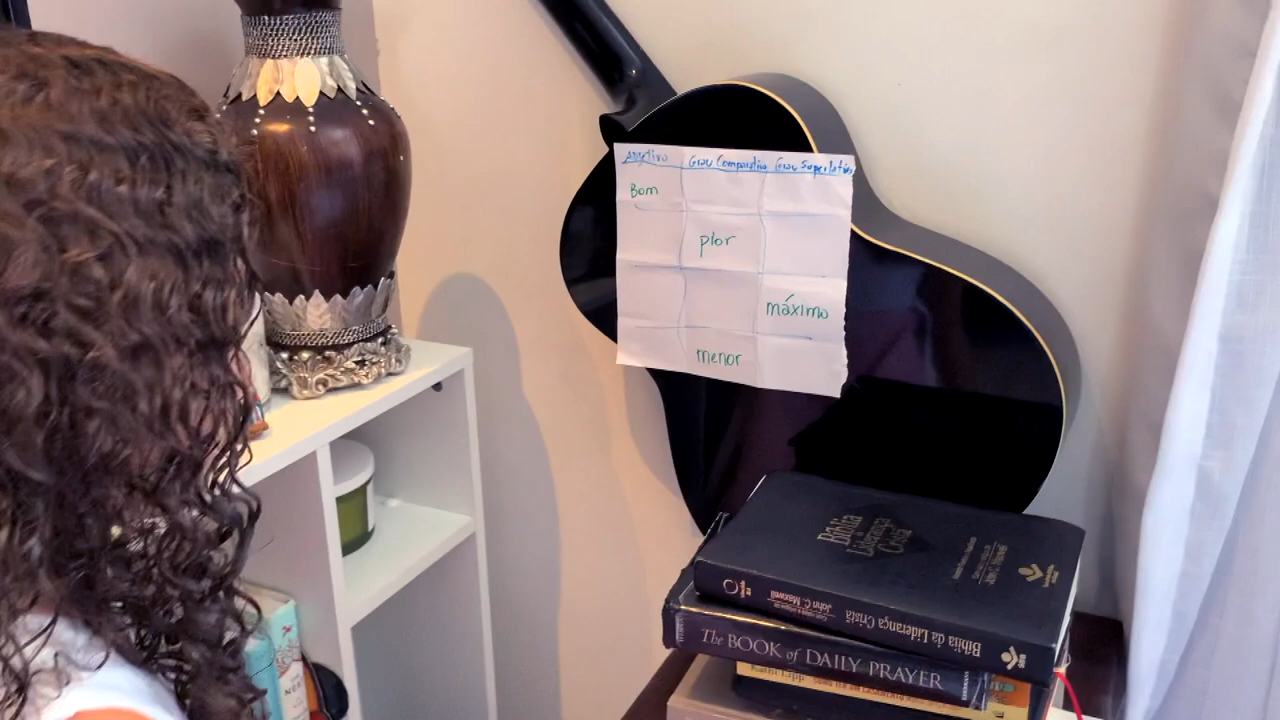 Adjetivo Grau Comparativo Grau Superlativo
Bom
pior
máximo
menor
Bíblia
da
Liderança
Cristã
John C. Maxwell
Bíblia da Liderança Cristã
The BOOK of DAILY PRAYER